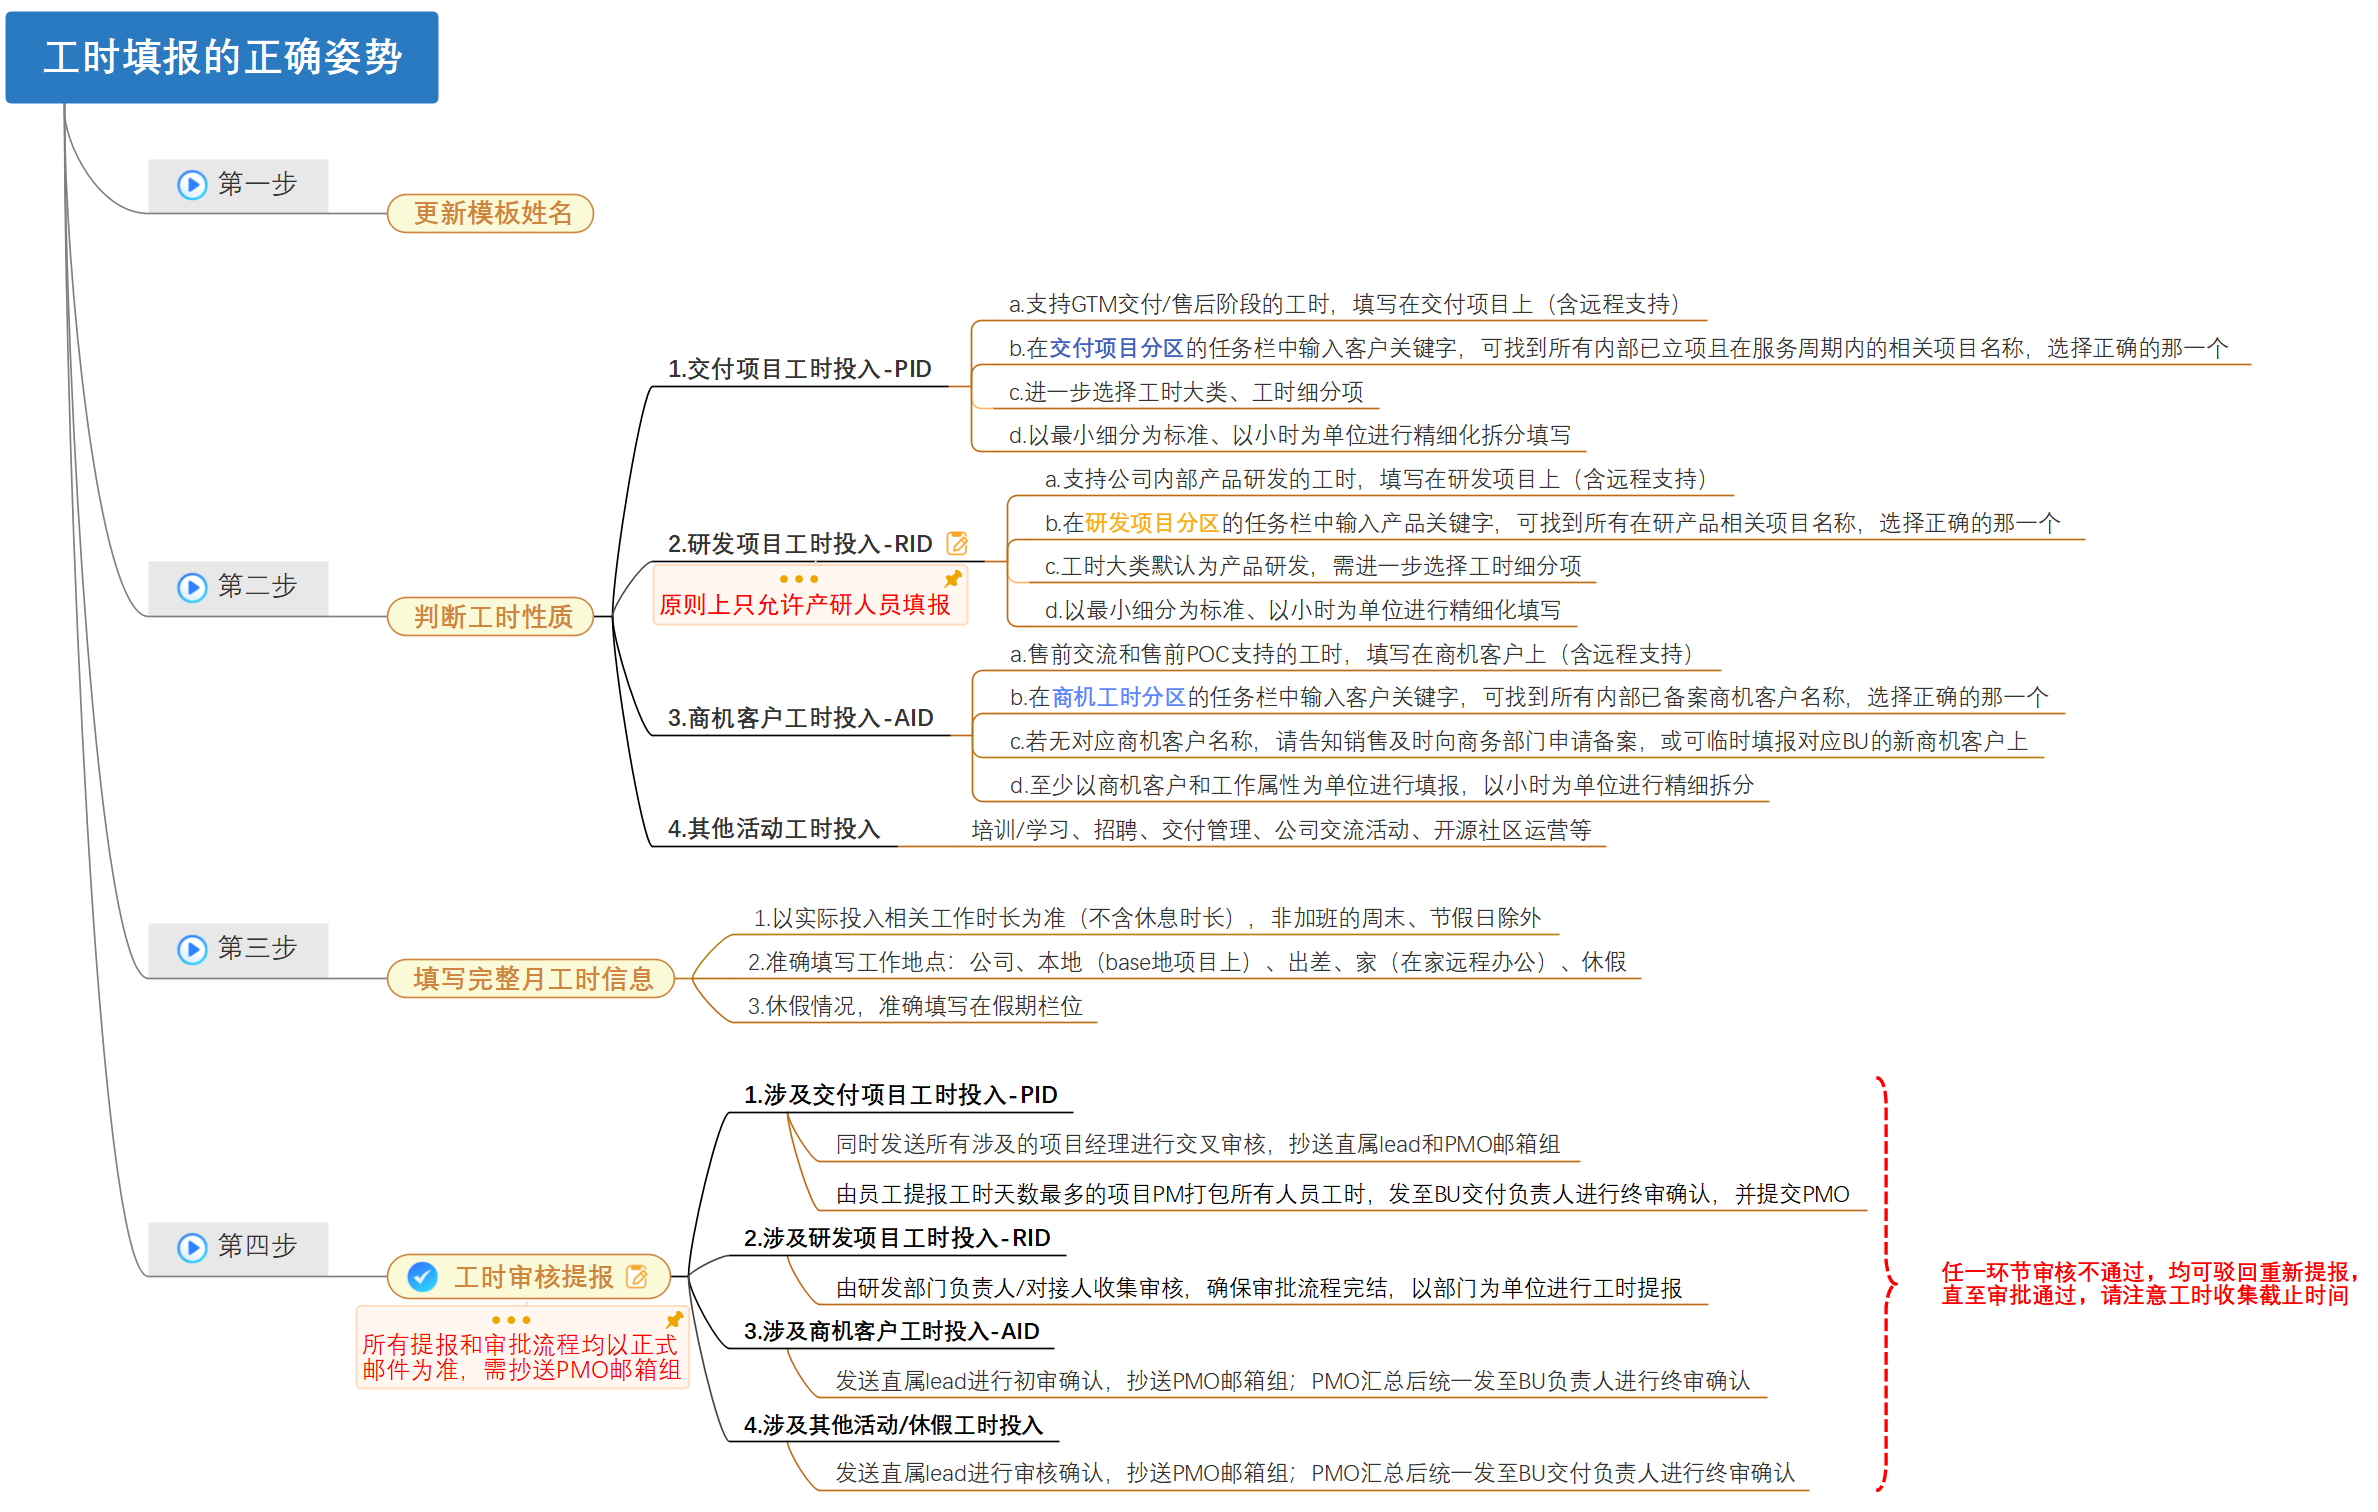 工时填报的正确姿势
第一步
更新模板姓名
第二步
判断工时性质
1.交付项目工时投入-PID
a.支持GTM交付/售后阶段的工时，填写在交付项目上（含远程支持）
b.在交付项目分区的任务栏中输入客户关键字，可找到所有内部已立项且在服务周期内的相关项目名称，选择正确的那一个
c.进一步选择工时大类、工时细分项
d.以最小细分为标准、以小时为单位进行精细化拆分填写
2.研发项目工时投入-RID
原则上只允许产研人员填报
a.支持公司内部产品研发的工时，填写在研发项目上（含远程支持）
b.在研发项目分区的任务栏中输入产品关键字，可找到所有在研产品相关项目名称，选择正确的那一个
c.工时大类默认为产品研发，需进一步选择工时细分项
d.以最小细分为标准、以小时为单位进行精细化填写
3.商机客户工时投入-AID
a.售前交流和售前POC支持的工时，填写在商机客户上（含远程支持）
b.在商机工时分区的任务栏中输入客户关键字，可找到所有内部已备案商机客户名称，选择正确的那一个
c.若无对应商机客户名称，请告知销售及时向商务部门申请备案，或可临时填报对应BU的新商机客户上
d.至少以商机客户和工作属性为单位进行填报，以小时为单位进行精细拆分
4.其他活动工时投入
培训/学习、招聘、交付管理、公司交流活动、开源社区运营等
第三步
填写完整月工时信息
1.以实际投入相关工作时长为准（不含休息时长），非加班的周末、节假日除外
2.准确填写工作地点：公司、本地（base地项目上）、出差、家（在家远程办公）、休假
3.休假情况，准确填写在假期栏位
第四步
工时审核提报
所有提报和审批流程均以正式
邮件为准，需抄送PMO邮箱组
1.涉及交付项目工时投入-PID
同时发送所有涉及的项目经理进行交叉审核，抄送直属lead和PMO邮箱组
由员工提报工时天数最多的项目PM打包所有人员工时，发至BU交付负责人进行终审确认，并提交PMO
2.涉及研发项目工时投入-RID
由研发部门负责人/对接人收集审核，确保审批流程完结，以部门为单位进行工时提报
3.涉及商机客户工时投入-AID
发送直属lead进行初审确认，抄送PMO邮箱组；PMO汇总后统一发至BU负责人进行终审确认
4.涉及其他活动/休假工时投入
发送直属lead进行审核确认，抄送PMO邮箱组；PMO汇总后统一发至BU交付负责人进行终审确认
任一环节审核不通过，均可驳回重新提报，
直至审批通过，请注意工时收集截止时间